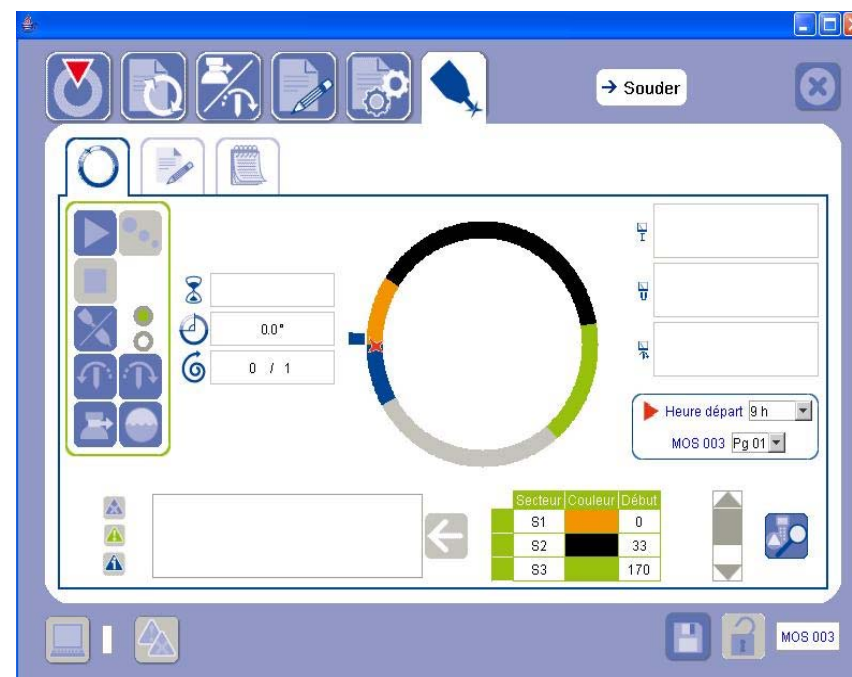 → Souder
I
U
0.0°
0 / 1
Heure départ 9 h
MOS 003 Pg 01
Secteur Couleur Début
S1 0
S2 33
S3 170
MOS 003